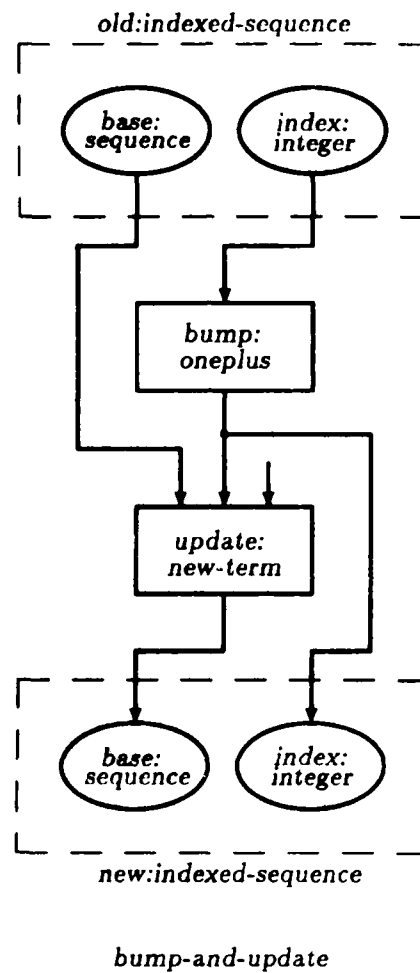 old:indexed-sequence
base:
sequence
index:
integer
bump:
oneplus
update:
new-term
base:
sequence
index:
integer
new:indexed-sequence
bump-and-update